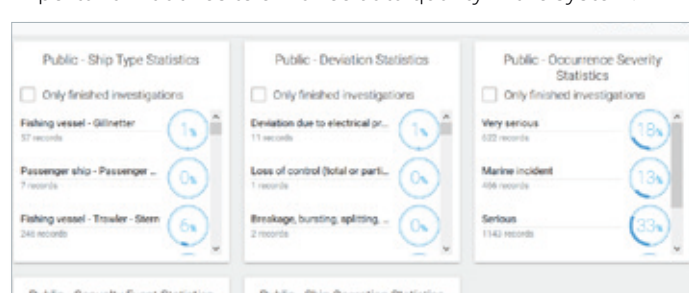 Public - Ship Type Statistics
Only finished investigations
Fishing vessel - Gillnetter
57 records
1%
Passenger ship - Passenger ...
7 records
0%
Fishing vessel - Trawler - Stern
246 records
6%
Public - Deviation Statistics
Only finished investigations
Deviation due to electrical pr...
11 records
1%
Loss of control (total or parti...
1 records
0%
Breakage, bursting, splitting, ...
2 records
0%
Public - Occurrence Severity
Statistics
Only finished investigations
Very serious
622 records
18%
Marine incident
466 records
13%
Serious
1143 records
33%